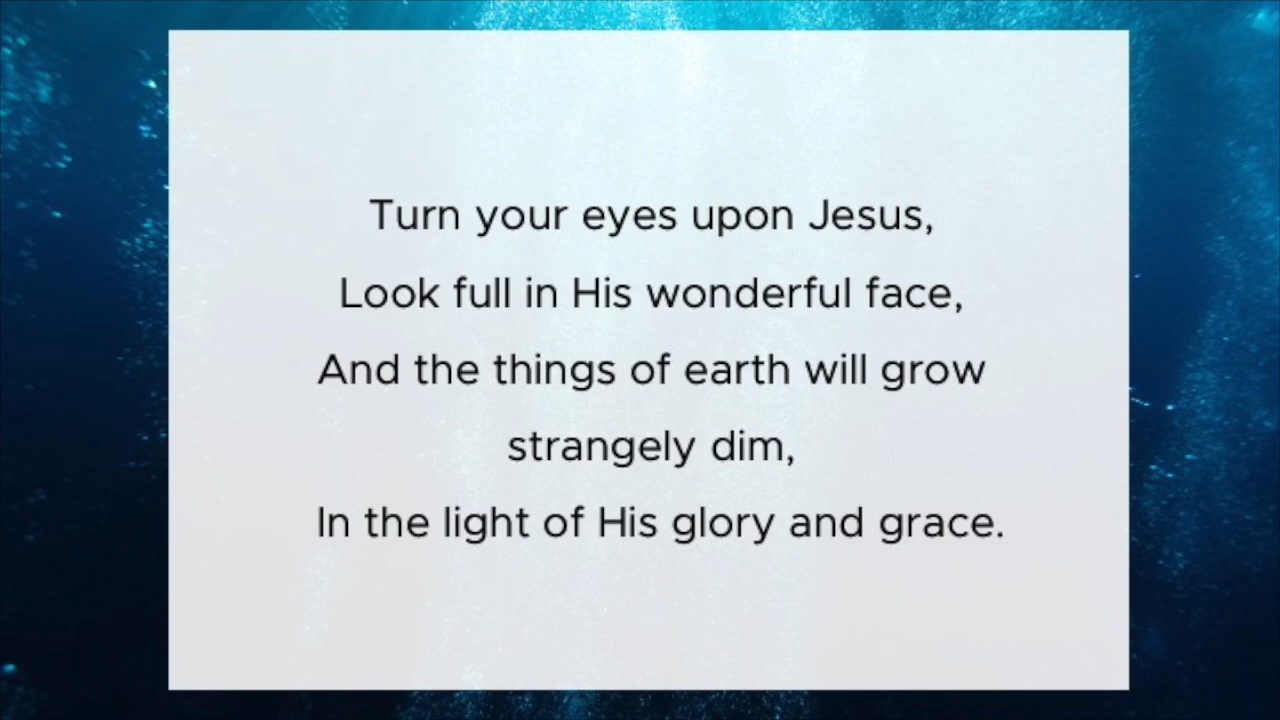 Turn your eyes upon Jesus,
Look full in His wonderful face,
And the things of earth will grow
strangely dim,
In the light of His glory and grace.